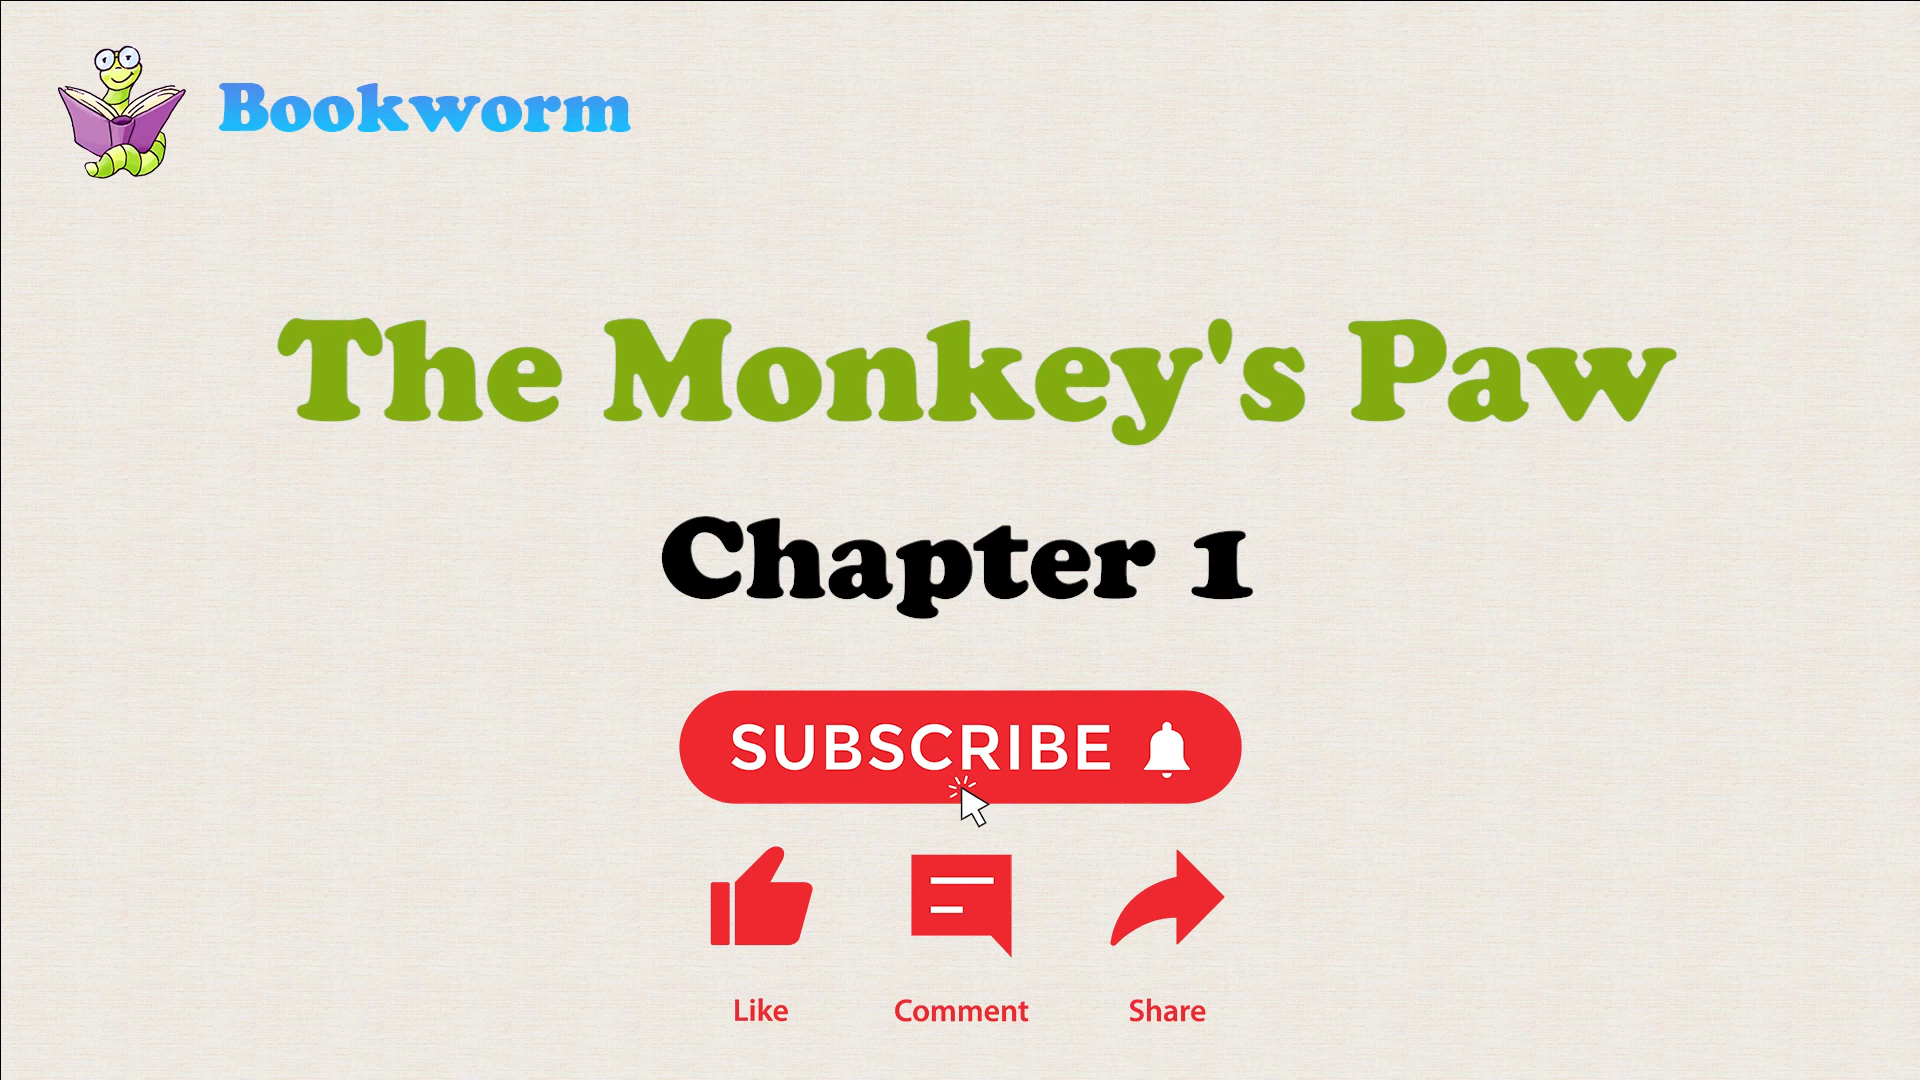 Bookworm
The Monkey's Paw
Chapter 1
SUBSCRIBE
Like Comment Share